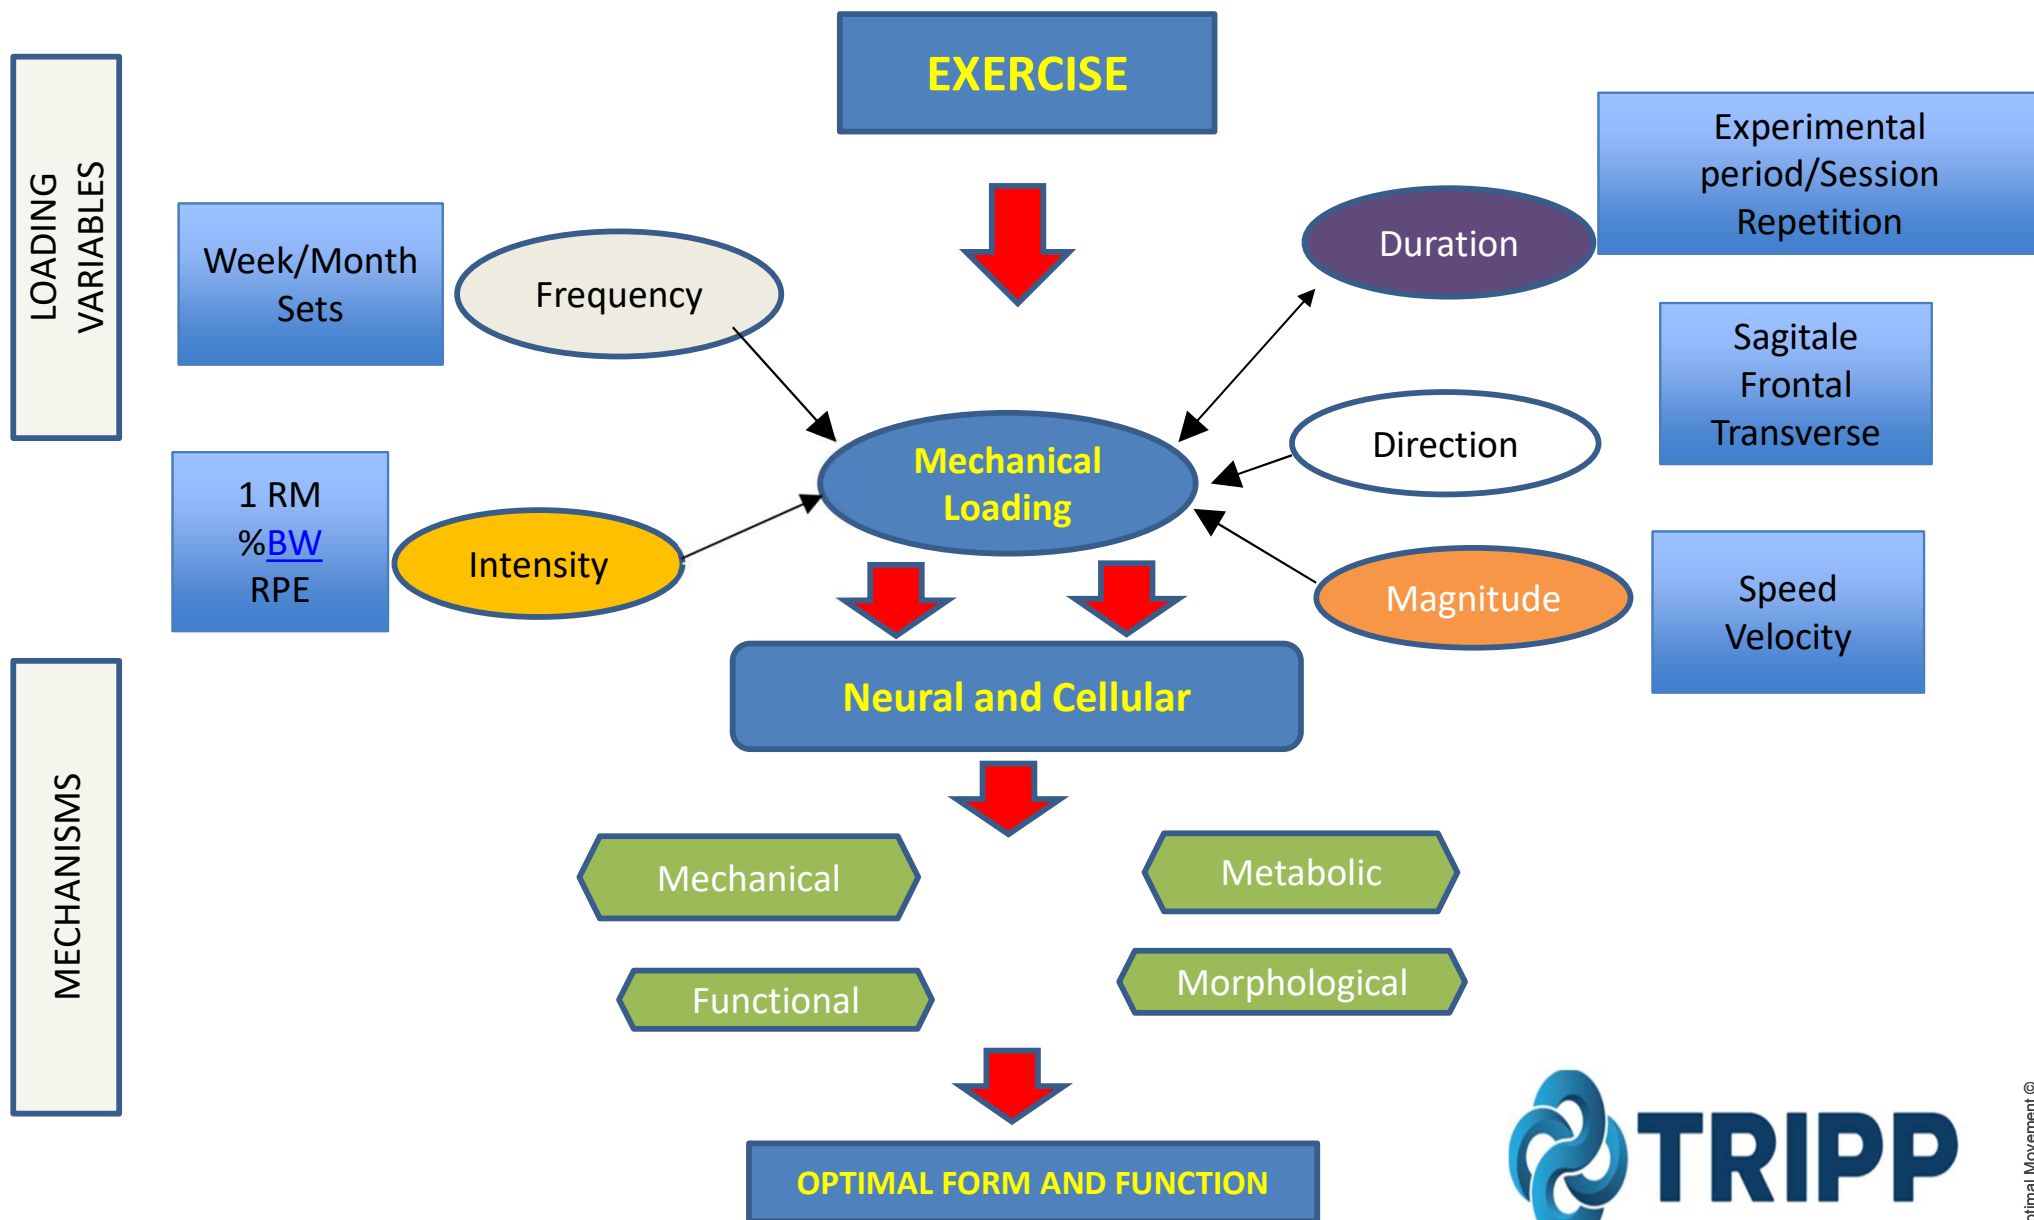 EXERCISE
LOADING
VARIABLES
Week/Month
Sets
Frequency
Duration
Experimental
period/Session
Repetition
Sagitale
Frontal
Transverse
Direction
Mechanical
Loading
1 RM
%BW
RPE
Intensity
Magnitude
Speed
Velocity
Neural and Cellular
MECHANISMS
Mechanical
Metabolic
Functional
Morphological
OPTIMAL FORM AND FUNCTION
TRIPP
Movement ©